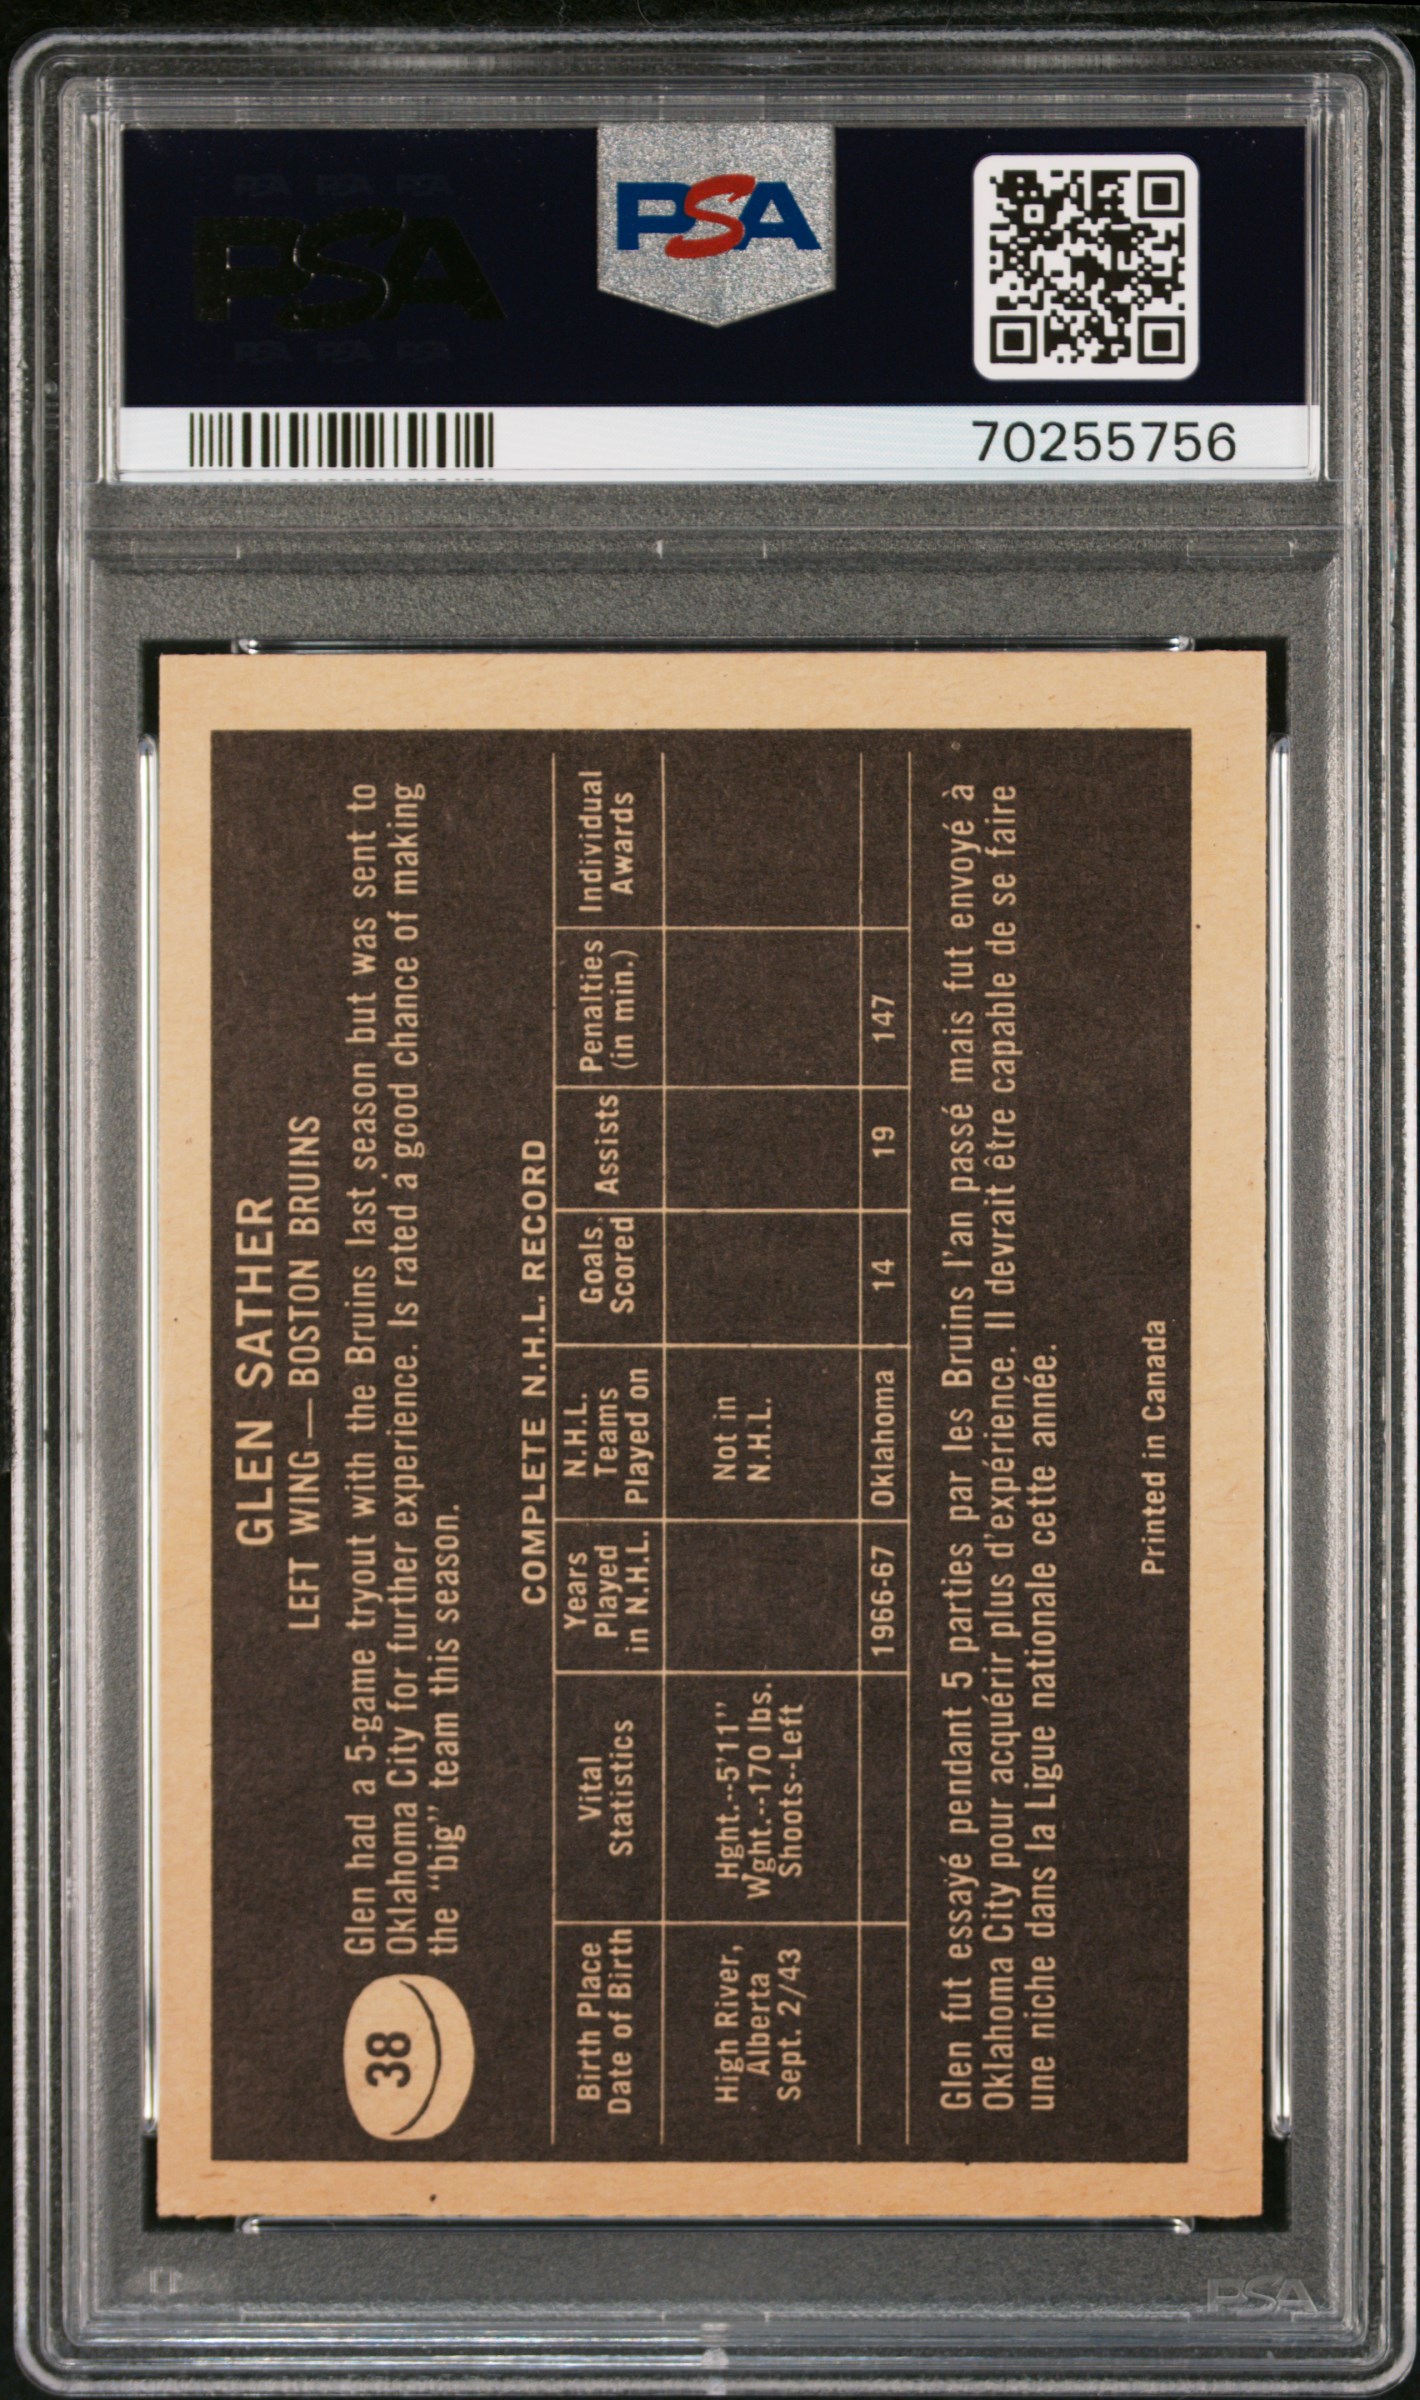 PSA
PSA
70255756
GLEN SATHER
LEFT WING—BOSTON BRUINS
38
Glen had a 5-game tryout with the Bruins last season but was sent to
Oklahoma City for further experience. Is rated a good chance of making
the "big" team this season.
COMPLETE N.H.L. RECORD
Birth Place
Date of Birth
Vital
Statistics
Years
Played
in N.H.L.
N.H.L.
Teams
Played on
Goals
Scored
Assists
Penalties
(in min.)
Individual
Awards
High River,
Alberta
Sept. 2/43
Hght.--5'11"
Wght.--170 lbs.
Shoots--Left
Not in
N.H.L.
1966-67 Oklahoma 14 19 147
Glen fut essayé pendant 5 parties par les Bruins l'an passé mais fut envoyé à
Oklahoma City pour acquérir plus d'expérience. Il devrait être capable de se faire
une niche dans la Ligue nationale cette année.
Printed in Canada
PSA